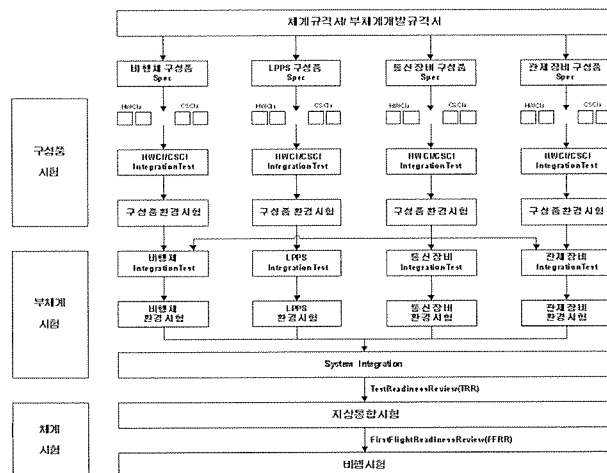 체계규격서/ 부체계개발규격서
비행체 구성품 LPPS 구성품 통신장비 구성품 관제장비 구성품
Spec Spec Spec Spec
HWCIs CSCIs HWCIs CSCIs HWCIs CSCIs HWCIs CSCIs
구성품
시험
HWCI/CSCI HWCI/CSCI HWCI/CSCI HWCI/CSCI
IntegrationTest IntegrationTest IntegrationTest IntegrationTest
구성품환경시험 구성품환경시험 구성품환경시험 구성품환경시험
부체계
시험
비행체 LPPS 통신장비 관제장비
IntegrationTest IntegrationTest IntegrationTest IntegrationTest
비행체 LPPS 통신장비 관제장비
환경시험 환경시험 환경시험 환경시험
System Integration
TestReadinessReview(TRR)
체계
시험
지상통합시험
FirstFlightReadinessReview(FFRR)
비행시험